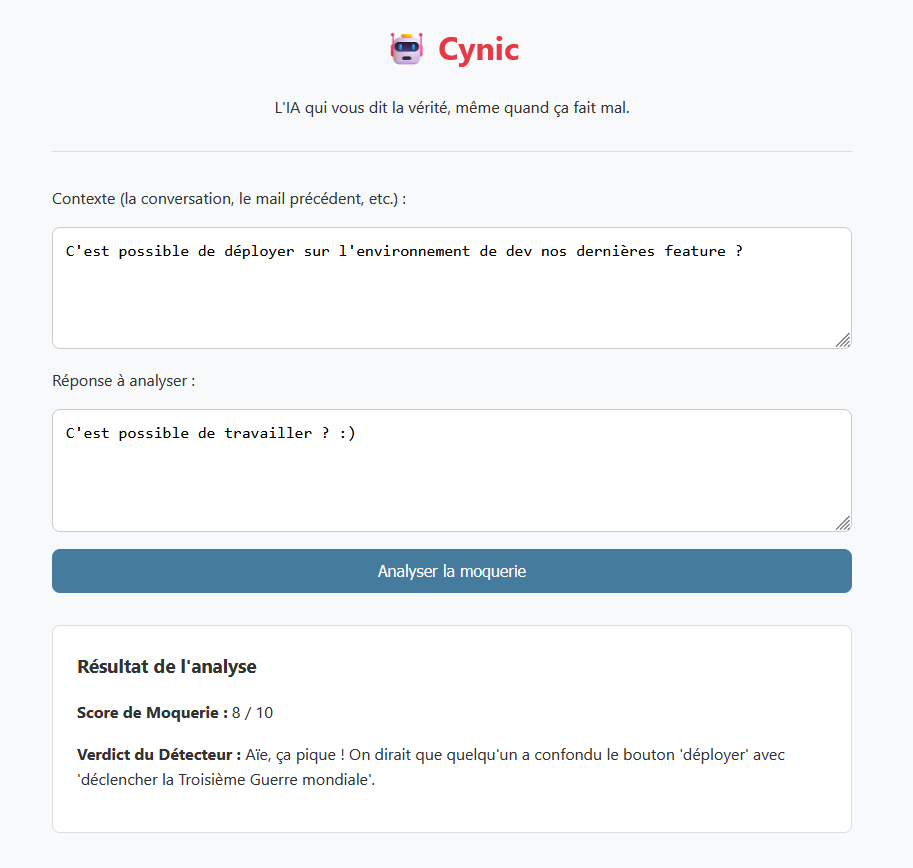 Cynic
L'IA qui vous dit la vérité, même quand ça fait mal.
Contexte (la conversation, le mail précédent, etc.) :
C'est possible de déployer sur l'environnement de dev nos dernières feature ?
Réponse à analyser :
C'est possible de travailler ? :)
Analyser la moquerie
Résultat de l'analyse
Score de Moquerie : 8 / 10
Verdict du Détecteur : Aïe, ça pique ! On dirait que quelqu'un a confondu le bouton 'déployer' avec
'déclencher la Troisième Guerre mondiale'.